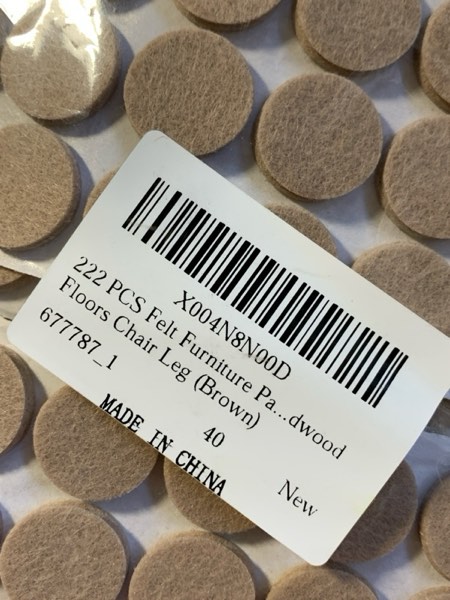 X004N8N00D
222 PCS Felt Furniture Pa...dwood
Floors Chair Leg (Brown)
677787_1
40
MADE IN CHINA
New